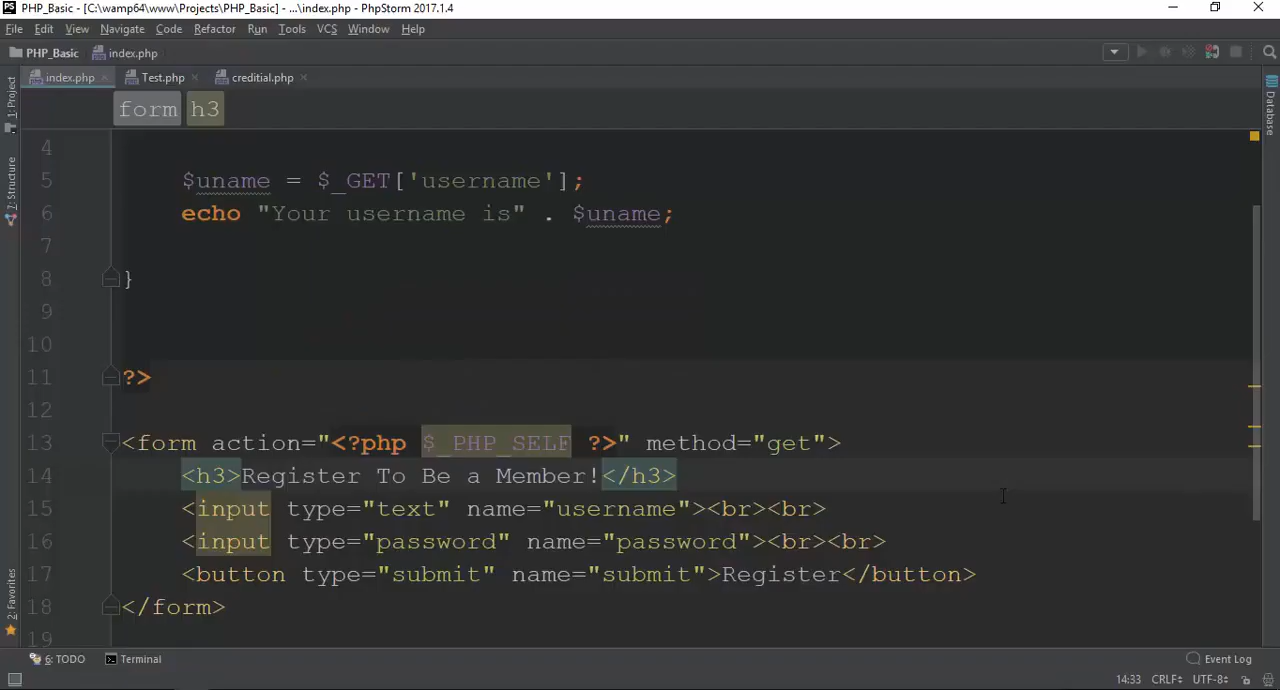 PHP_Basic - [C:\wamp64\www\Projects\PHP_Basic] - ...\index.php - PhpStorm 2017.1.4
File Edit View Navigate Code Refactor Run Tools VCS Window Help
PHP_Basic index.php
index.php Test.php creditial.php
form h3
4
5 $uname = $_GET['username'];
6 echo "Your username is" . $uname;
7
8 }
9
10
11 ?>
12
13 <form action="<?php $_PHP_SELF ?>" method="get">
14 <h3>Register To Be a Member!</h3>
15 <input type="text" name="username"><br><br>
16 <input type="password" name="password"><br><br>
17 <button type="submit" name="submit">Register</button>
18 </form>
19
1: Project
7: Structure
2: Favorites
Database
6: TODO Terminal Event Log
14:33 CRLF UTF-8